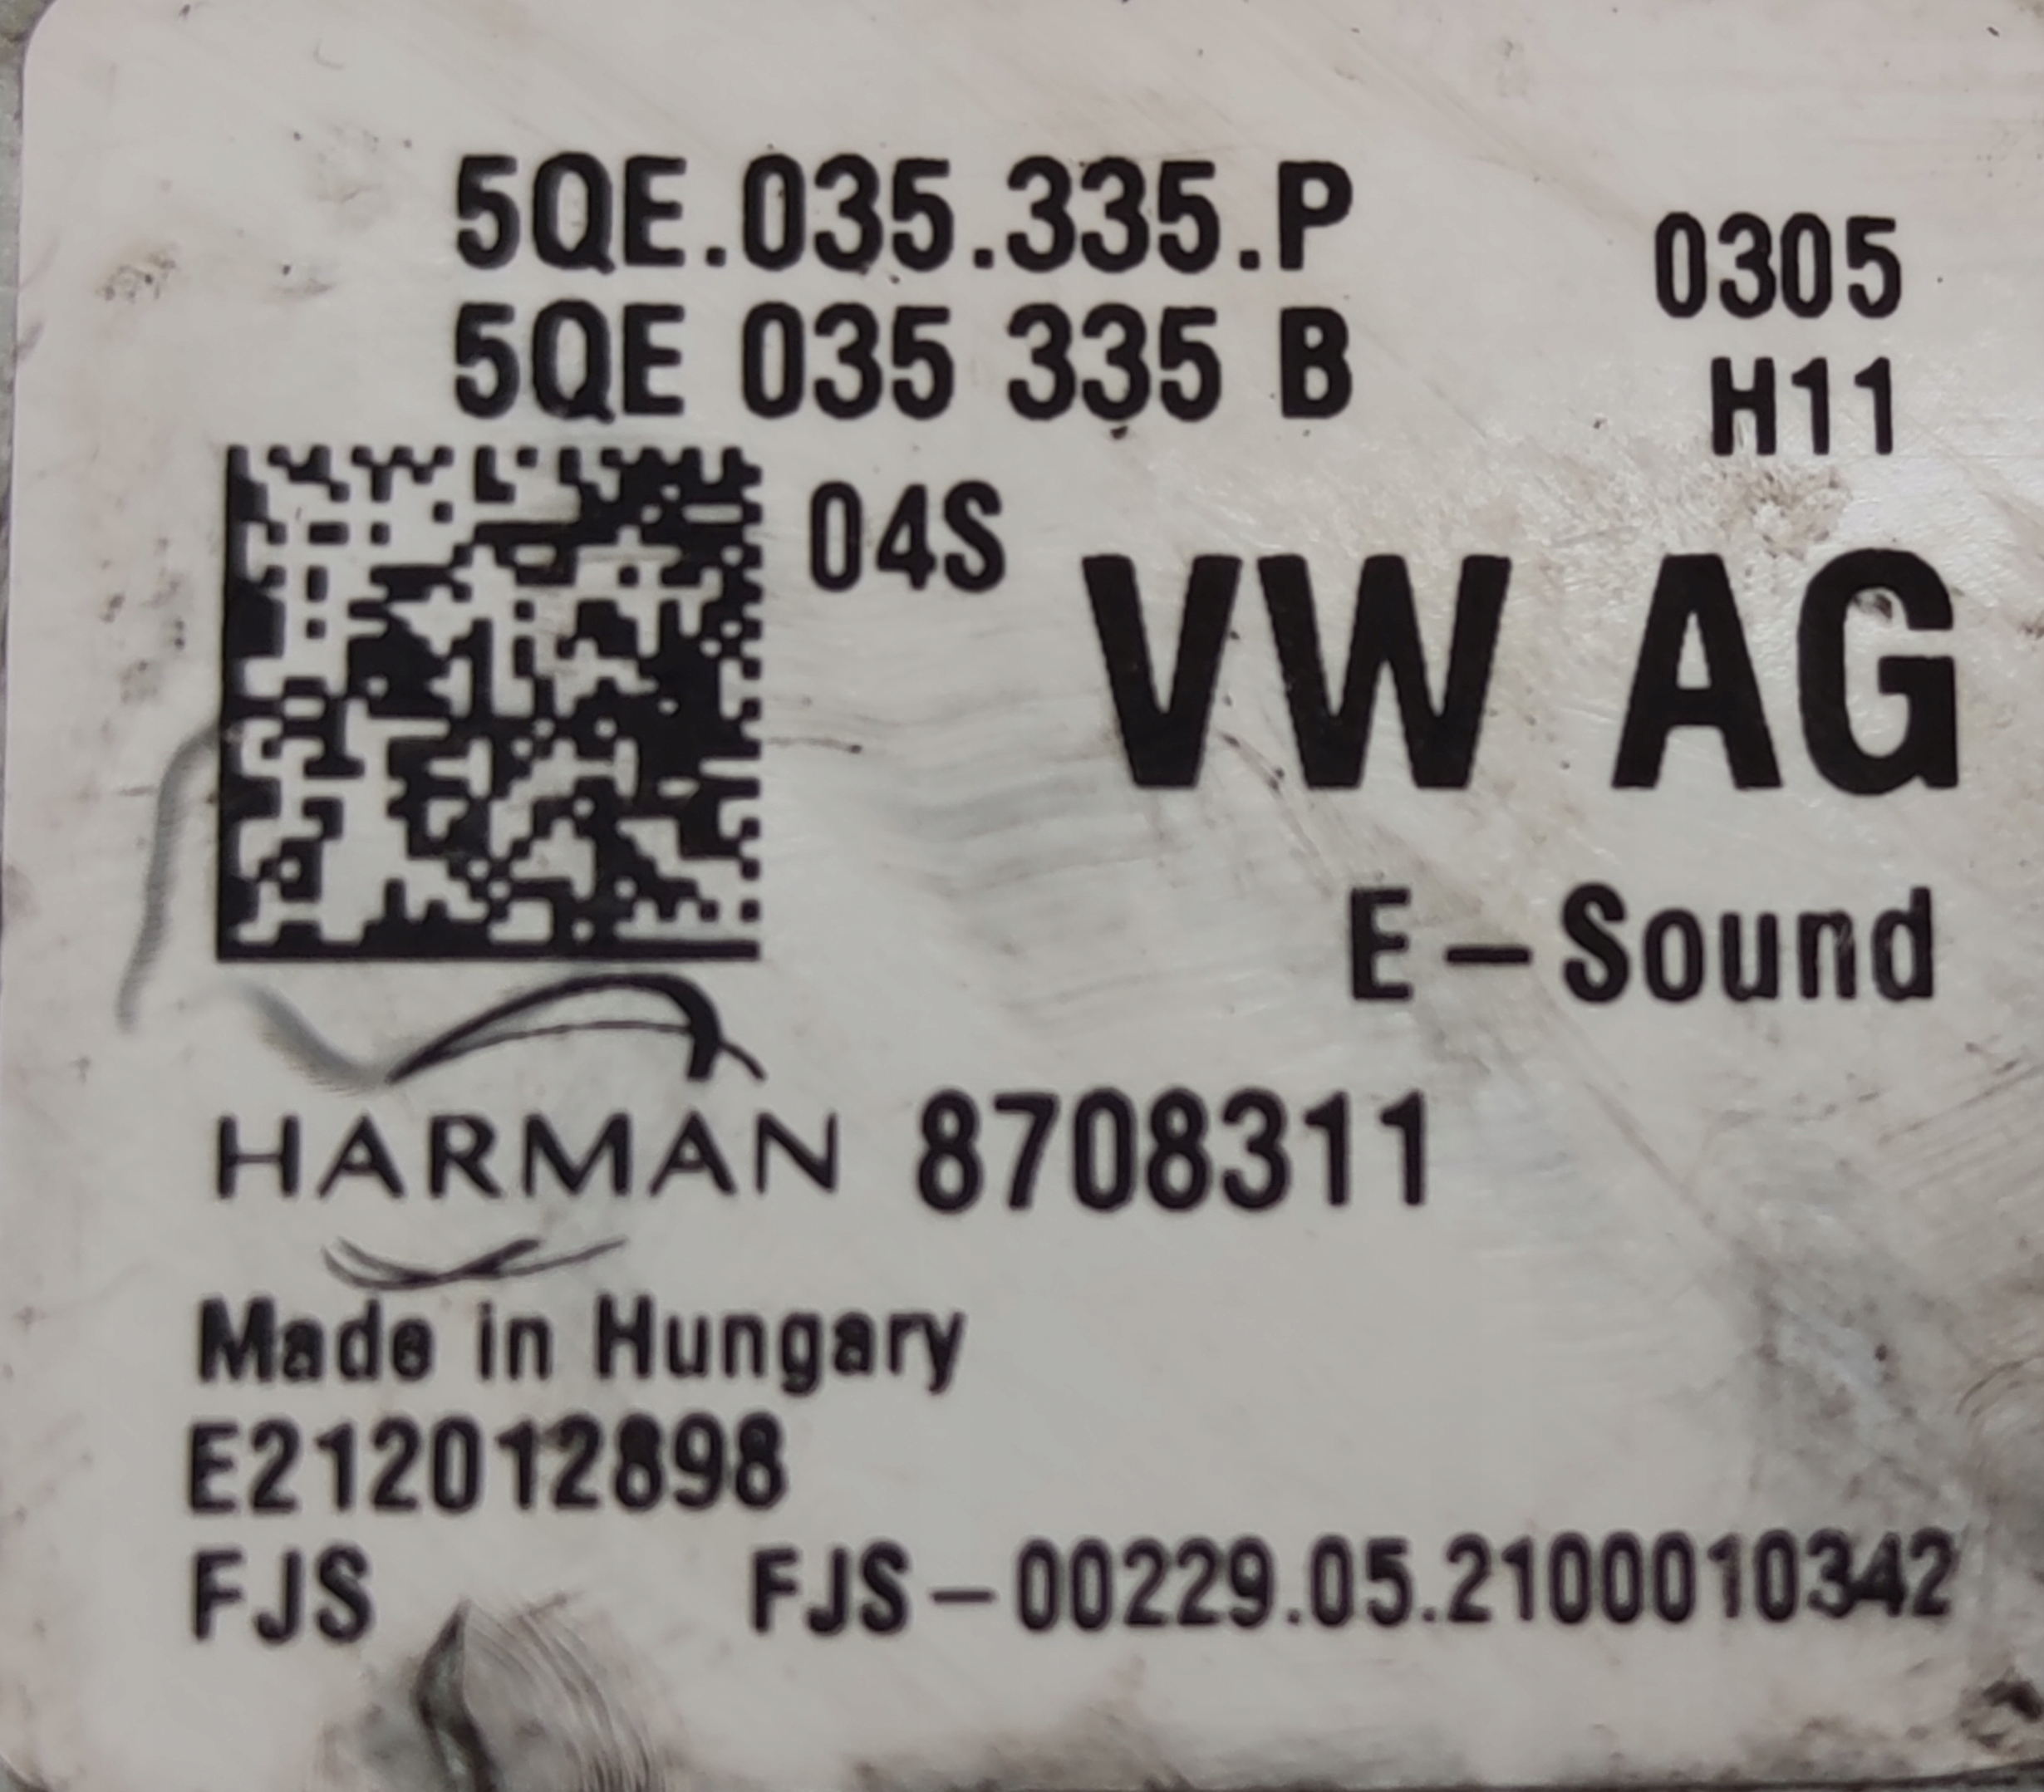 5QE.035.335.P
0305
5QE 035 335 B
H11
04S
VW AG
E-Sound
HARMAN 8708311
Made in Hungary
E212012898
FJS FJS-00229.05.2100010342